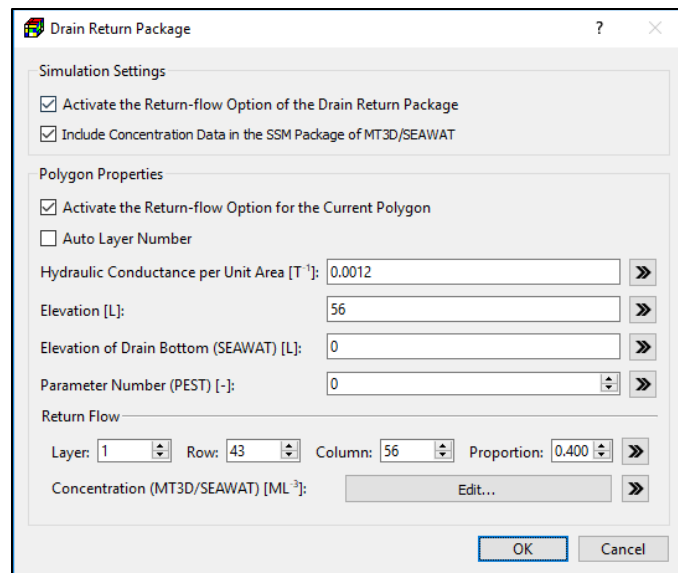 Drain Return Package ?
Simulation Settings
Activate the Return-flow Option of the Drain Return Package
Include Concentration Data in the SSM Package of MT3D/SEAWAT
Polygon Properties
Activate the Return-flow Option for the Current Polygon
Auto Layer Number
Hydraulic Conductance per Unit Area [T⁻¹]: 0.0012
Elevation [L]: 56
Elevation of Drain Bottom (SEAWAT) [L]: 0
Parameter Number (PEST) [-]: 0
Return Flow
Layer: 1 Row: 43 Column: 56 Proportion: 0.400
Concentration (MT3D/SEAWAT) [ML⁻³]: Edit...
OK Cancel